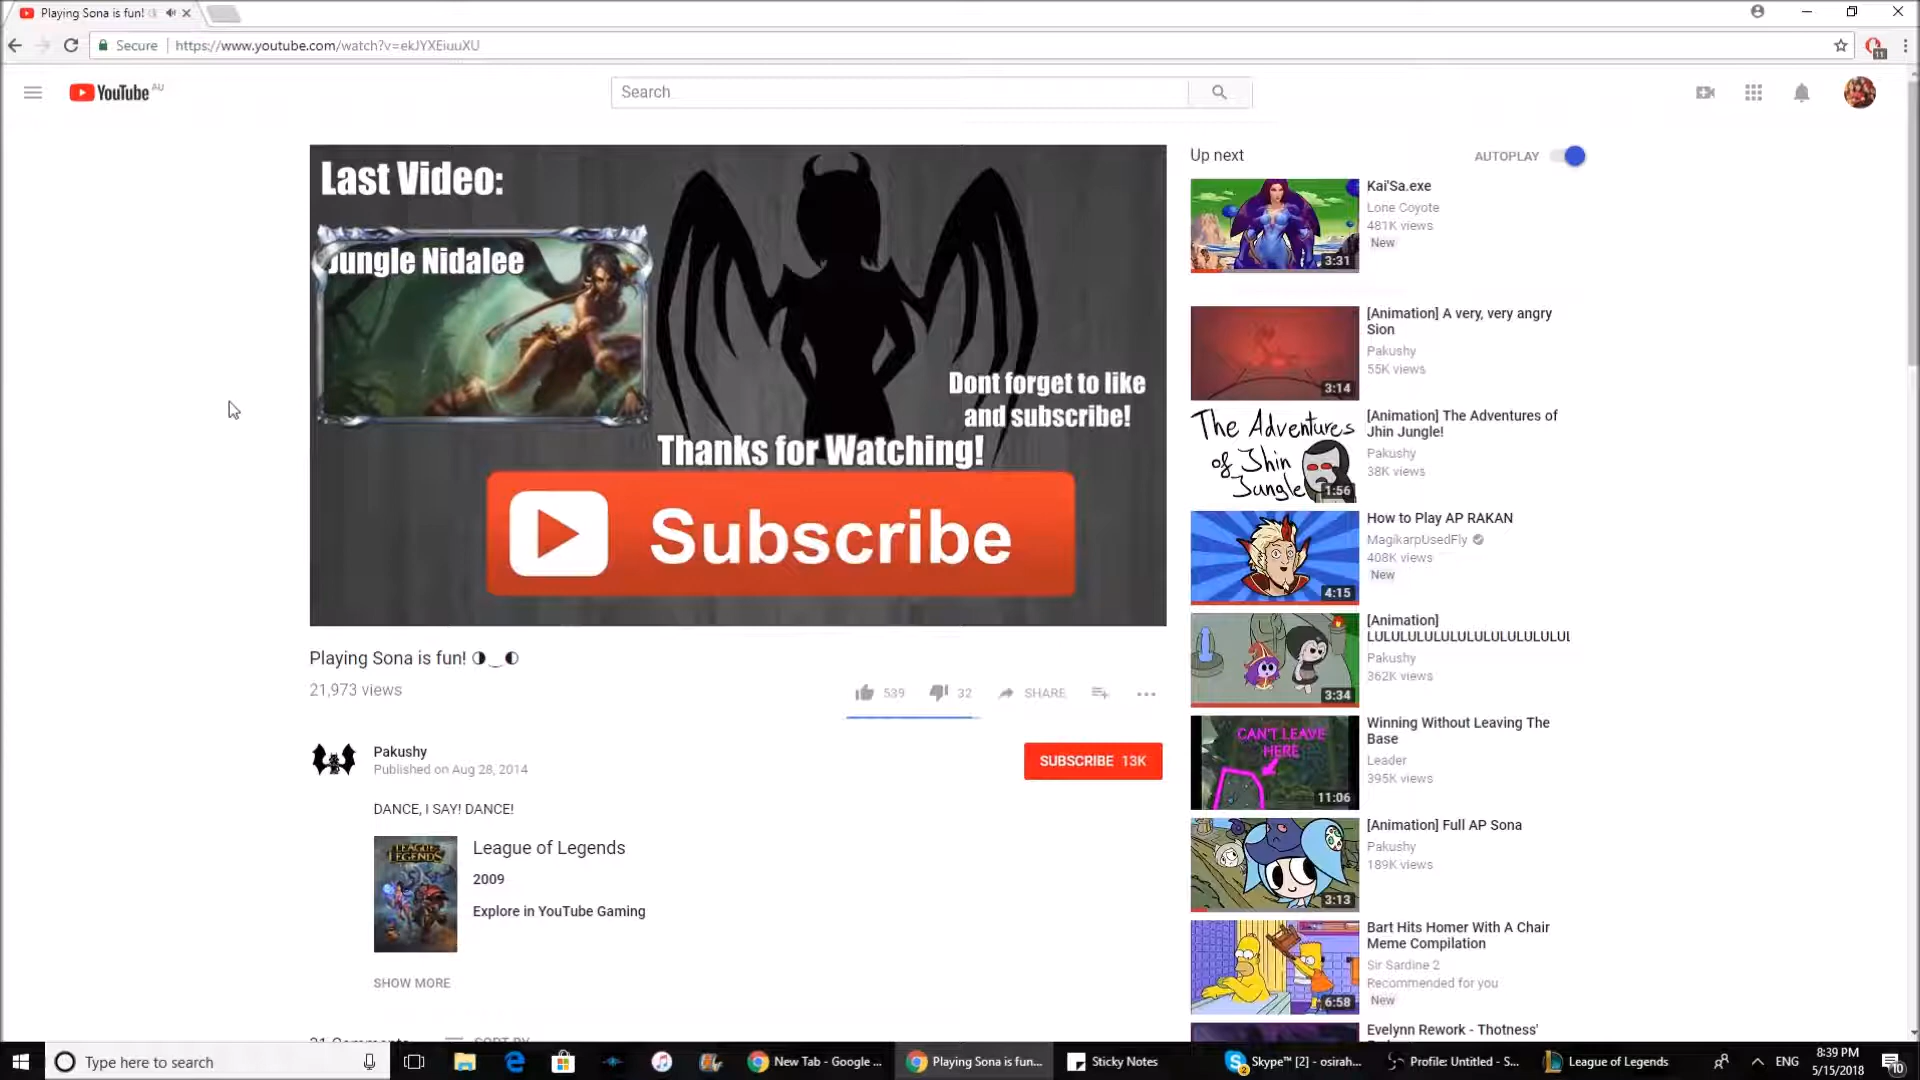 Playing Sona is fun!
Secure
https://www.youtube.com/watch?v=ekJYXEiuuXU
11
YouTube AU
Search
Last Video:
Jungle Nidalee
Dont forget to like
and subscribe!
Thanks for Watching!
Subscribe
Playing Sona is fun! ◑‿◐
21,973 views
539
32
SHARE
Pakushy
Published on Aug 28, 2014
SUBSCRIBE 13K
DANCE, I SAY! DANCE!
LEAGUE of LEGENDS
League of Legends
2009
Explore in YouTube Gaming
SHOW MORE
Up next
AUTOPLAY
3:31
Kai'Sa.exe
Lone Coyote
481K views
New
3:14
[Animation] A very, very angry
Sion
Pakushy
55K views
The Adventures
of Jhin
Jungle
1:56
[Animation] The Adventures of
Jhin Jungle!
Pakushy
38K views
4:15
How to Play AP RAKAN
MagikarpUsedFly
408K views
New
3:34
[Animation]
LULULULULULULULULULULUL
Pakushy
362K views
CAN'T LEAVE
HERE
11:06
Winning Without Leaving The
Base
Leader
395K views
3:13
[Animation] Full AP Sona
Pakushy
189K views
6:58
Bart Hits Homer With A Chair
Meme Compilation
Sir Sardine 2
Recommended for you
New
Evelynn Rework - Thotness'
Type here to search
New Tab - Google ...
Playing Sona is fun...
Sticky Notes
2
Skype™ [2] - osirah...
Profile: Untitled - S...
League of Legends
ENG
8:39 PM
5/15/2018
10